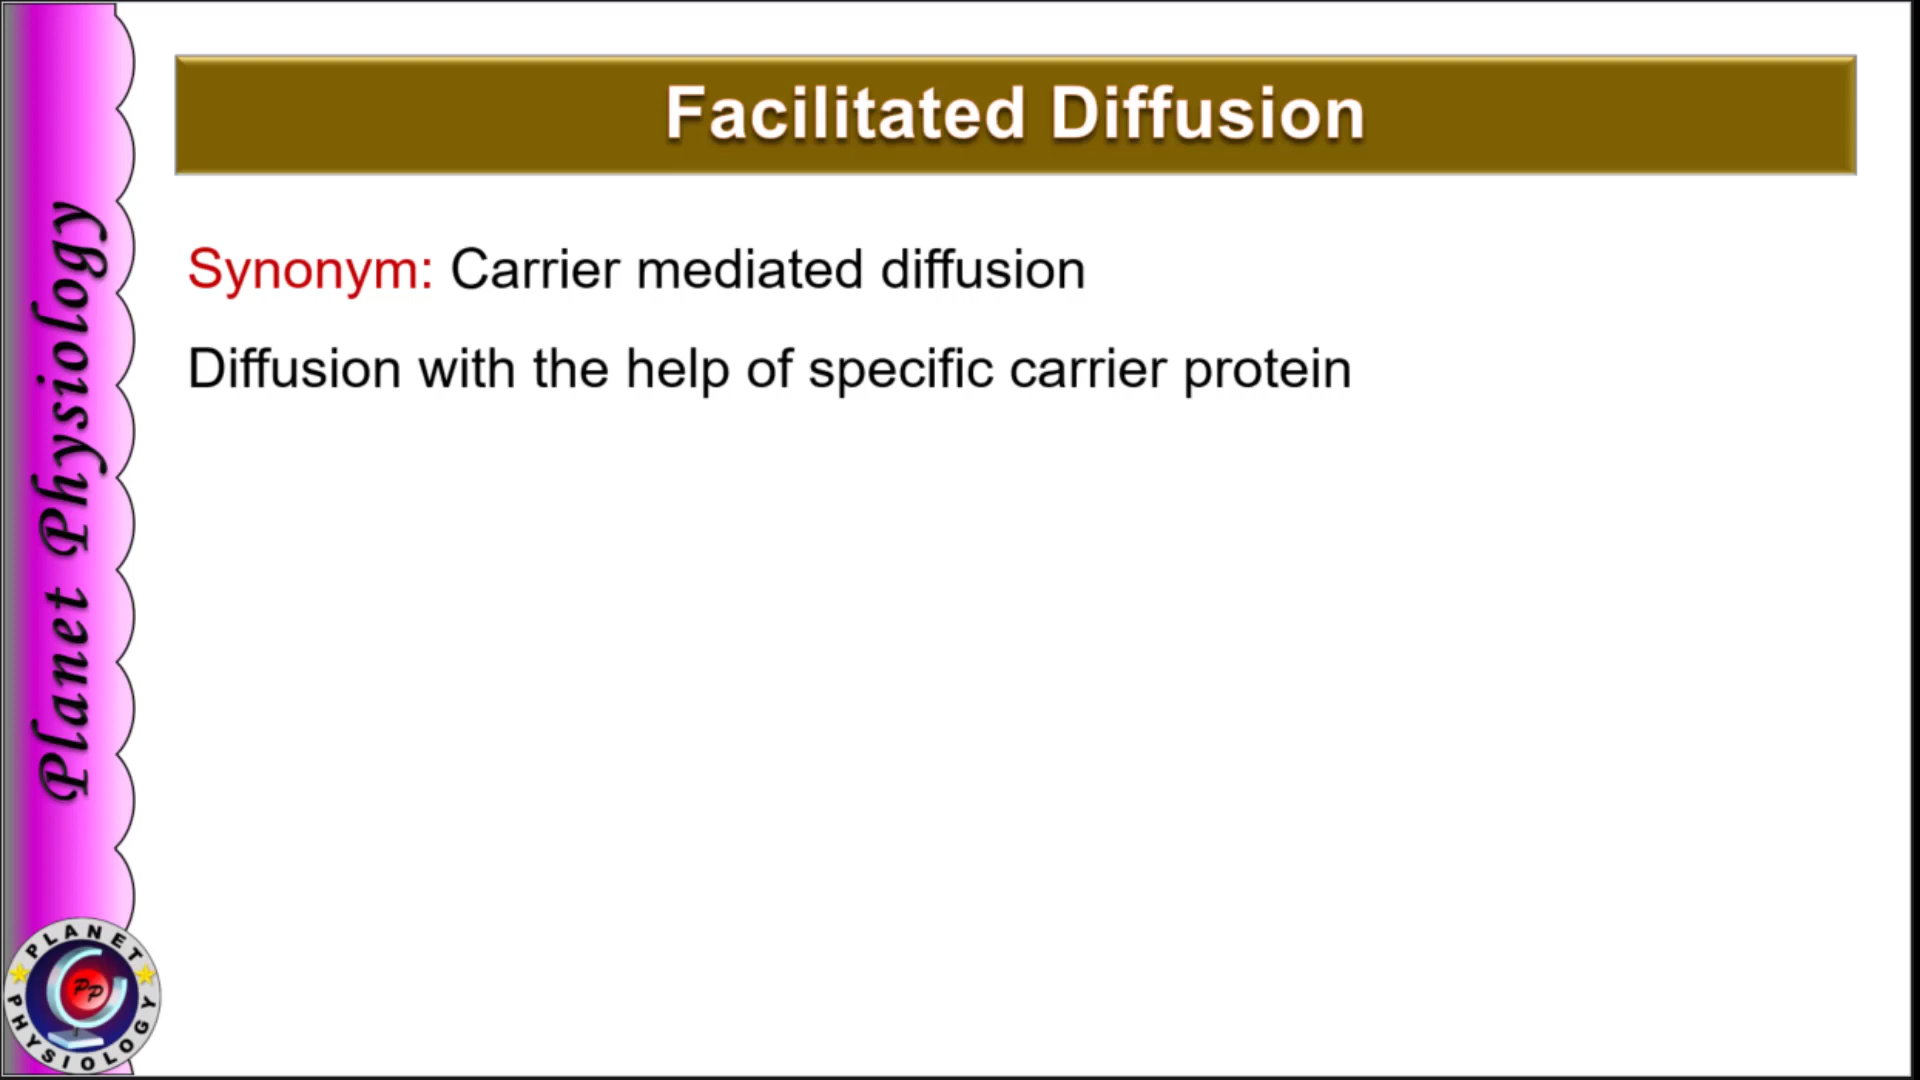 Facilitated Diffusion
Synonym: Carrier mediated diffusion
Diffusion with the help of specific carrier protein
Planet Physiology
PLANET
PP
PHYSIOLOGY